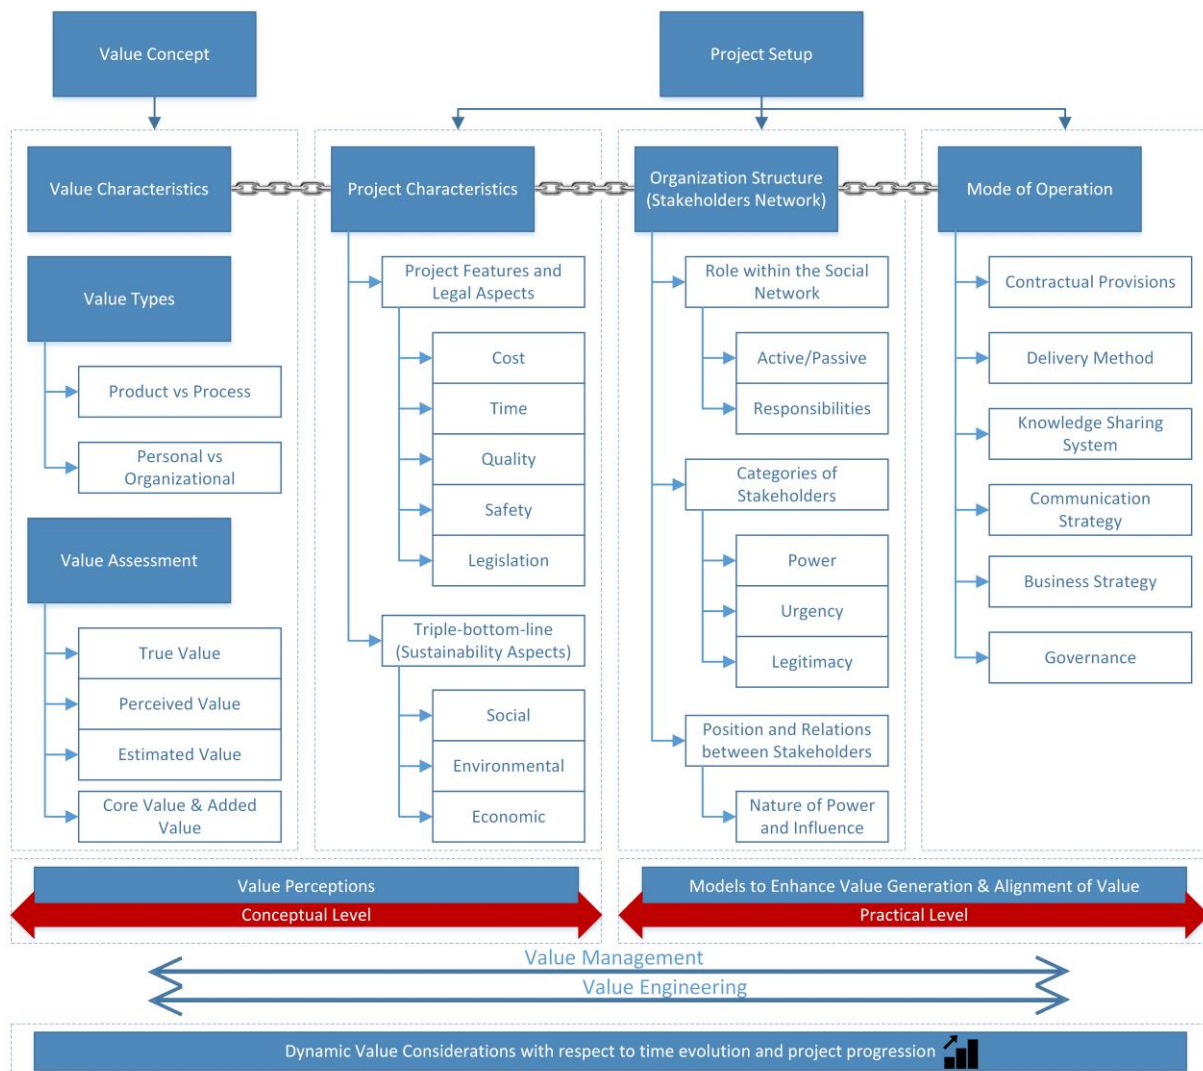 Value Concept
Project Setup
Value Characteristics
Value Types
Product vs Process
Personal vs
Organizational
Value Assessment
True Value
Perceived Value
Estimated Value
Core Value & Added
Value
Project Characteristics
Project Features and
Legal Aspects
Cost
Time
Quality
Safety
Legislation
Triple-bottom-line
(Sustainability Aspects)
Social
Environmental
Economic
Organization Structure
(Stakeholders Network)
Role within the Social
Network
Active/Passive
Responsibilities
Categories of
Stakeholders
Power
Urgency
Legitimacy
Position and Relations
between Stakeholders
Nature of Power
and Influence
Mode of Operation
Contractual Provisions
Delivery Method
Knowledge Sharing
System
Communication
Strategy
Business Strategy
Governance
Value Perceptions
Conceptual Level
Models to Enhance Value Generation & Alignment of Value
Practical Level
Value Management
Value Engineering
Dynamic Value Considerations with respect to time evolution and project progression